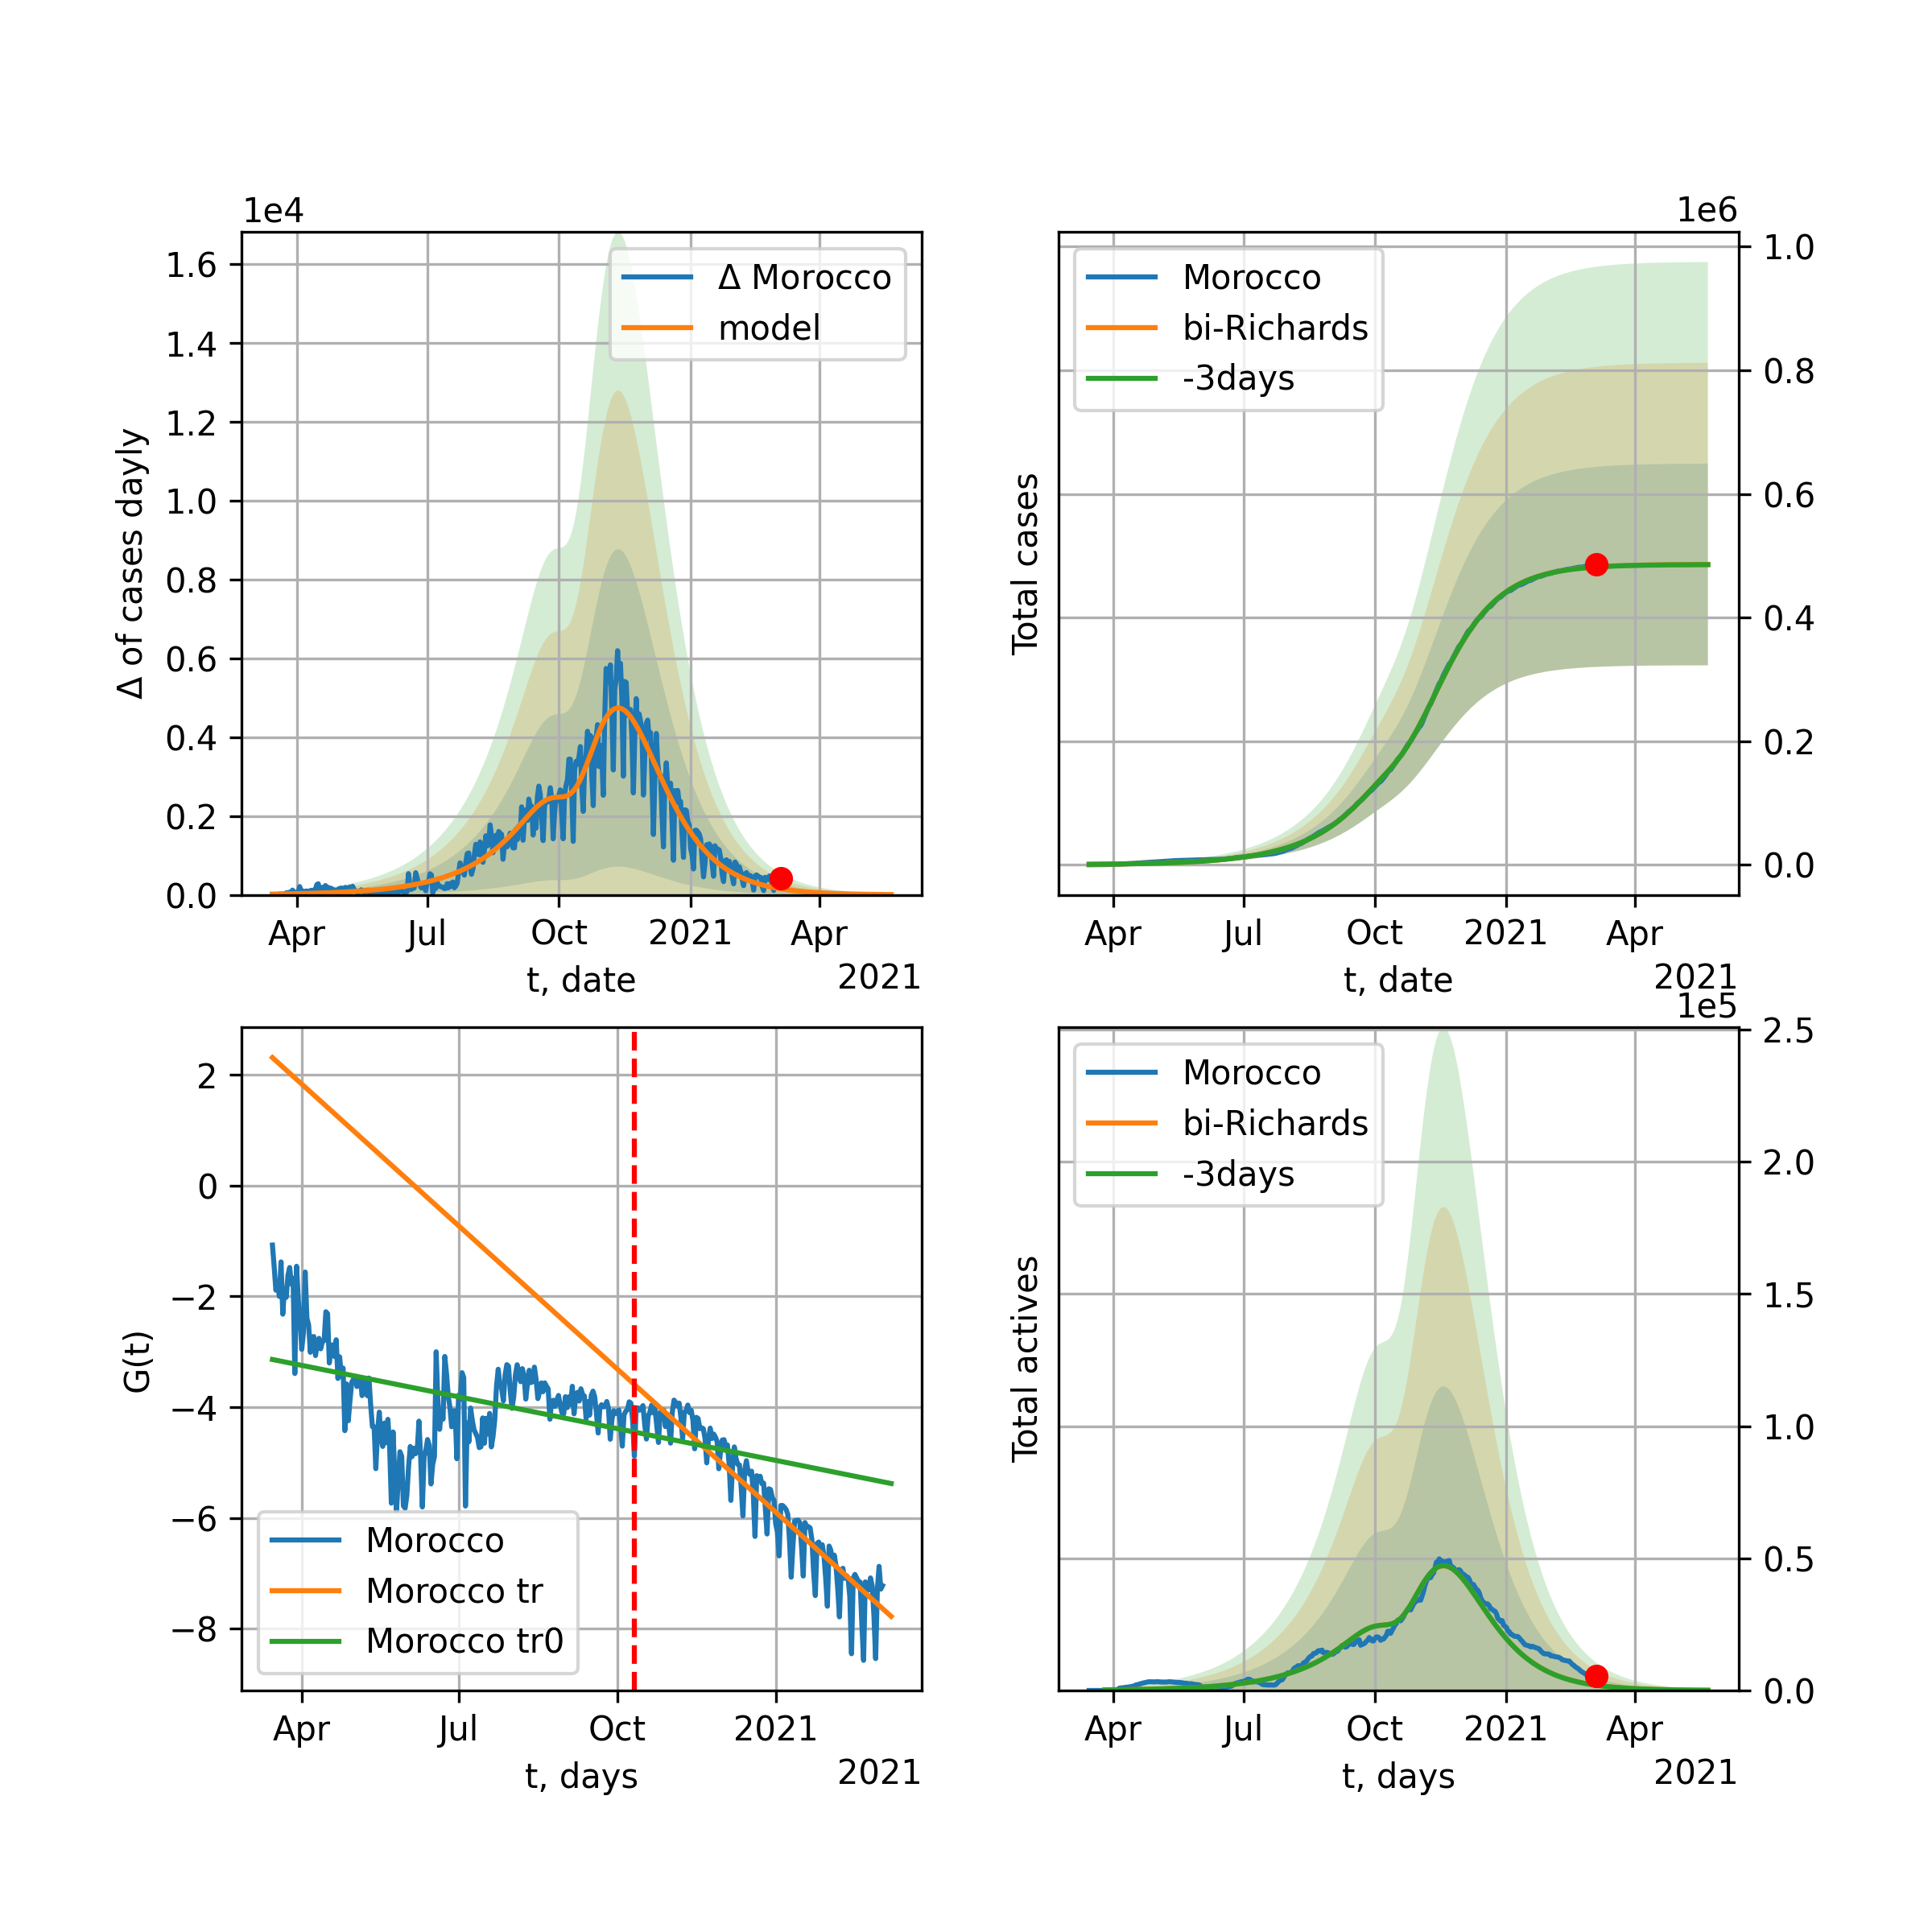 1e4
Δ of cases dayly
1.6
1.4
1.2
1.0
0.8
0.6
0.4
0.2
0.0
Δ Morocco
model
Apr Jul Oct 2021 Apr
t, date
2021
1e6
Total cases
Morocco
bi-Richards
-3days
1.0
0.8
0.6
0.4
0.2
0.0
Apr Jul Oct 2021 Apr
t, date
2021
G(t)
2
0
−2
−4
−6
−8
Morocco
Morocco tr
Morocco tr0
Apr Jul Oct 2021
t, days
2021
1e5
Total actives
Morocco
bi-Richards
-3days
2.5
2.0
1.5
1.0
0.5
0.0
Apr Jul Oct 2021 Apr
t, days
2021